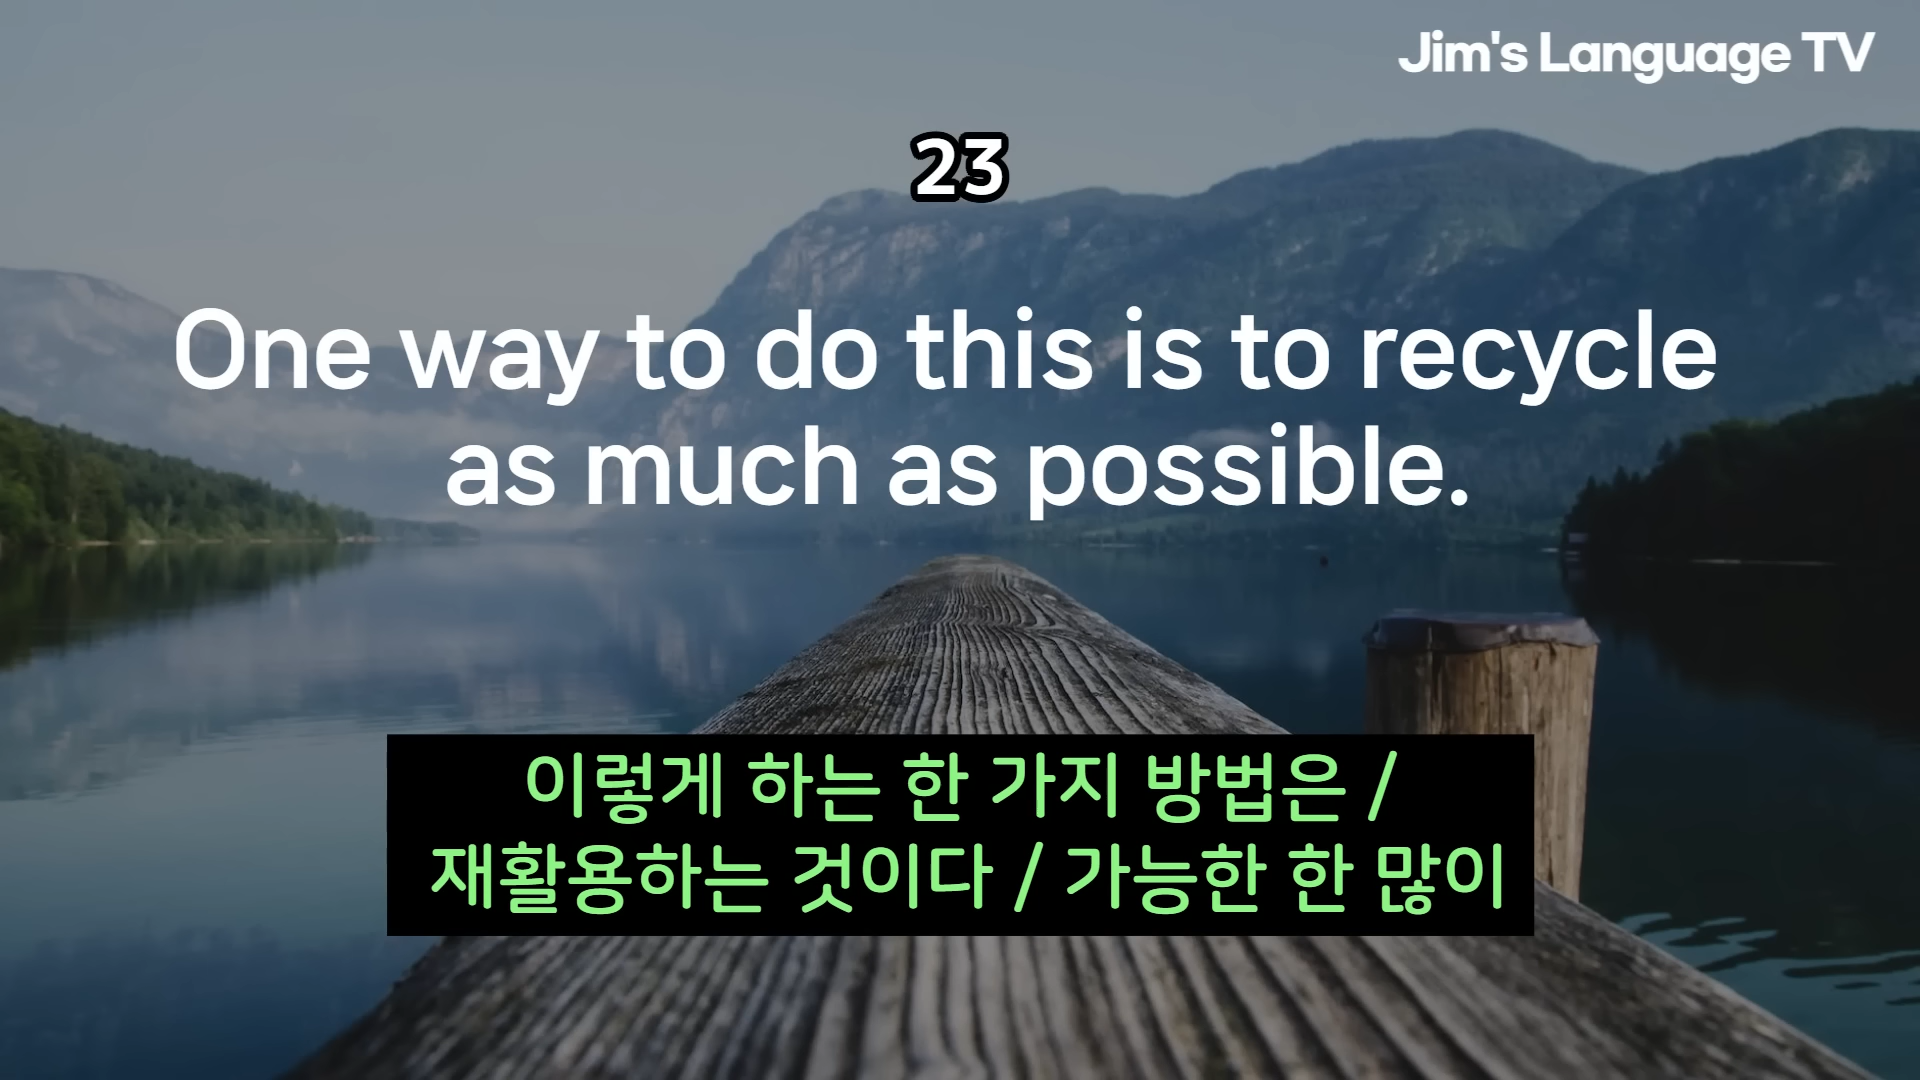 Jim's Language TV
23
One way to do this is to recycle
as much as possible.
이렇게 하는 한 가지 방법은 /
재활용하는 것이다 / 가능한 한 많이